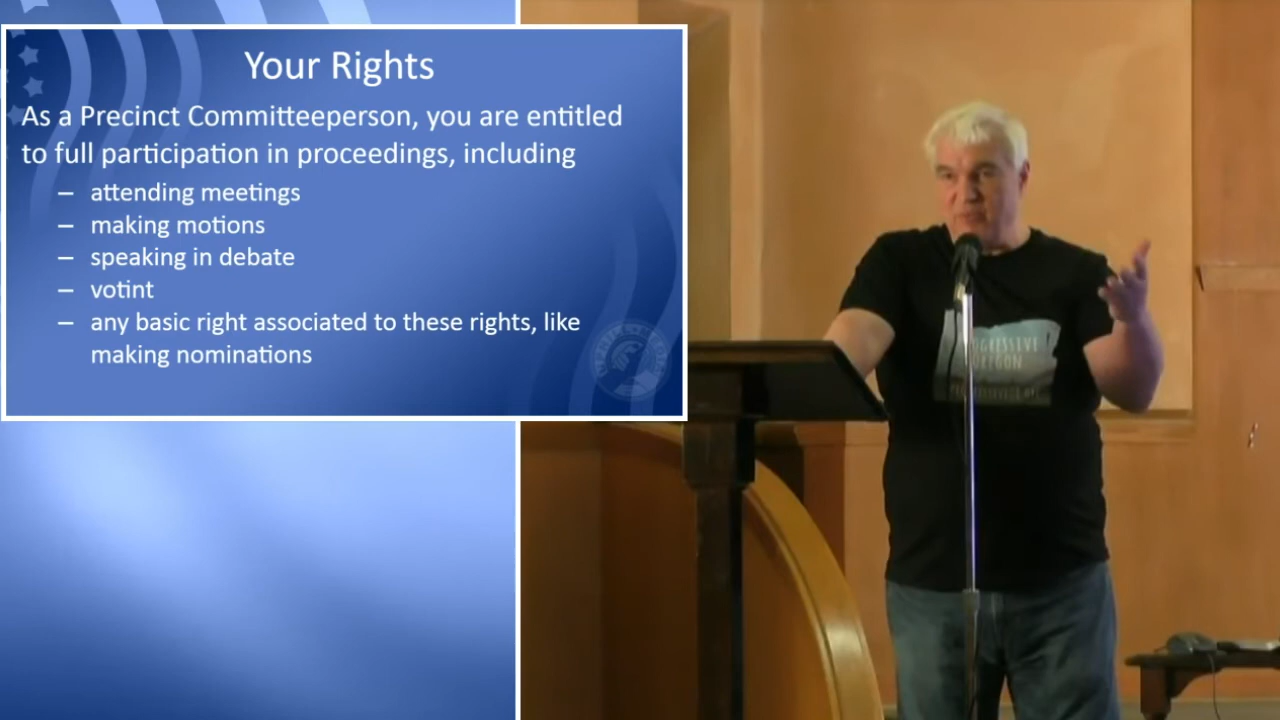 Your Rights
As a Precinct Committeeperson, you are entitled
to full participation in proceedings, including
– attending meetings
– making motions
– speaking in debate
– votint
– any basic right associated to these rights, like
making nominations
OREGON